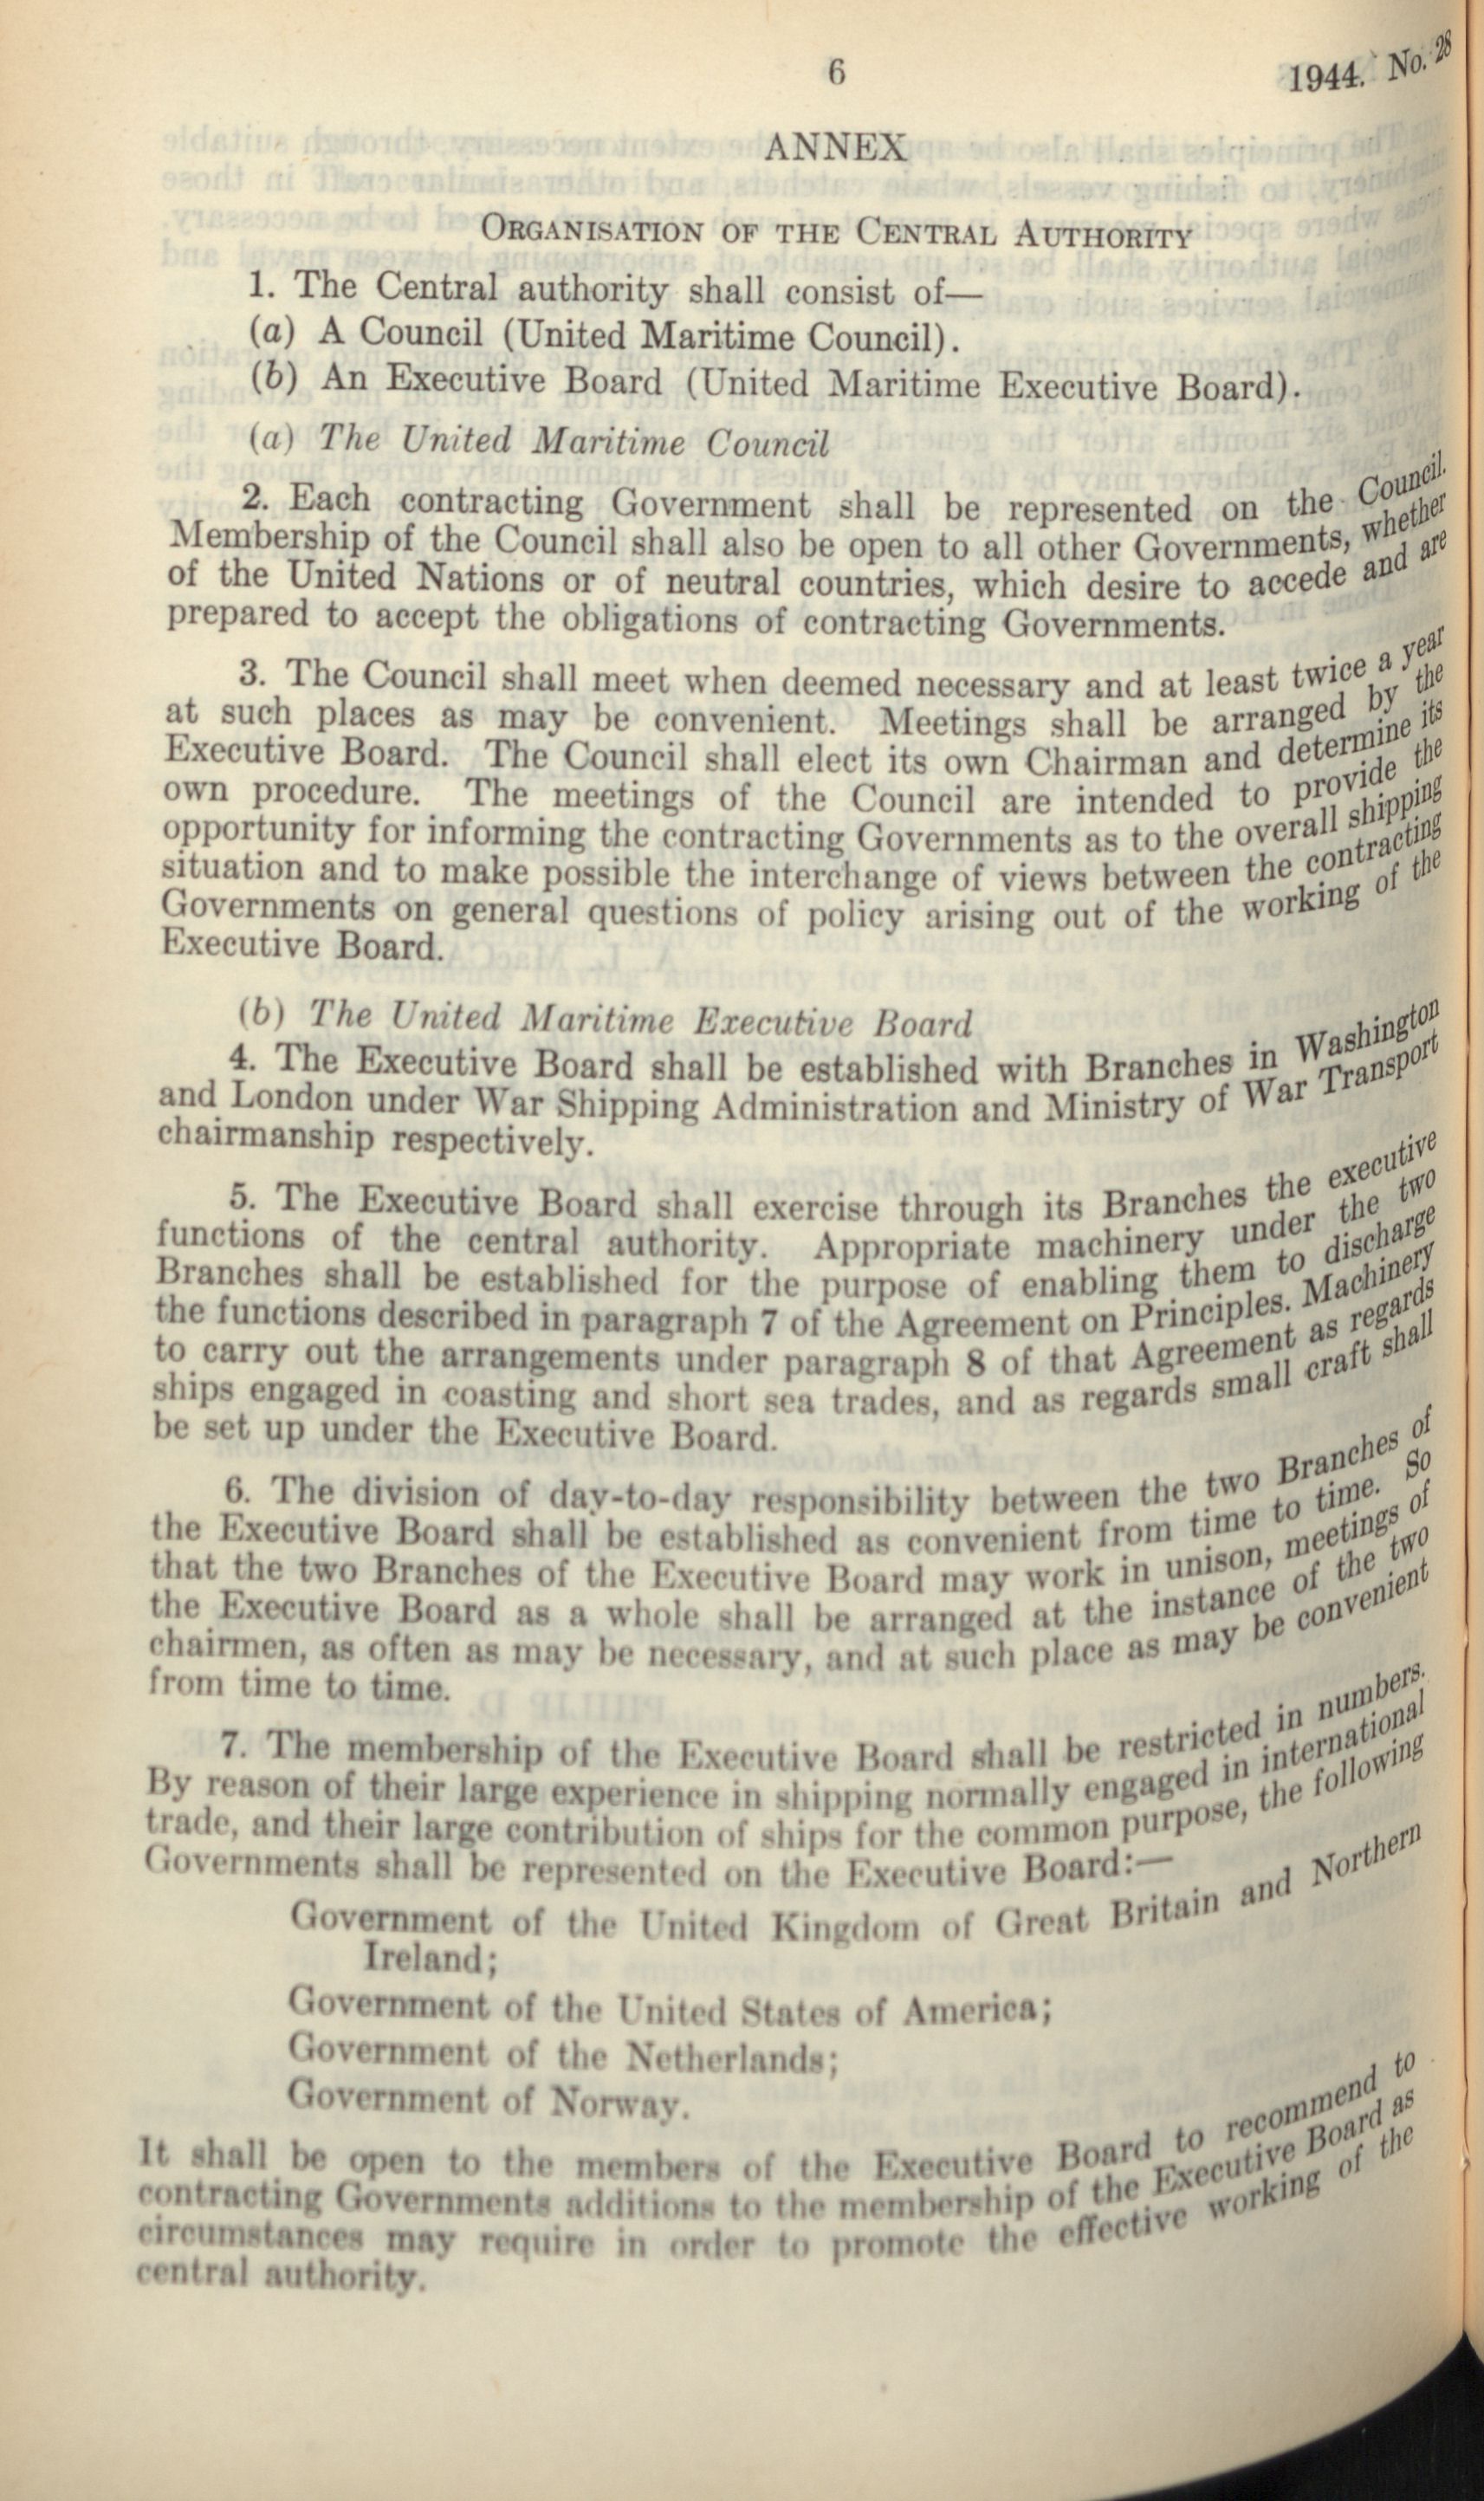 6
1944. No. 28
ANNEX
ORGANISATION OF THE CENTRAL AUTHORITY
1. The Central authority shall consist of—
(a) A Council (United Maritime Council).
(b) An Executive Board (United Maritime Executive Board).
(a) The United Maritime Council
2. Each contracting Government shall be represented on the Council.
Membership of the Council shall also be open to all other Governments, whether
of the United Nations or of neutral countries, which desire to accede and are
prepared to accept the obligations of contracting Governments.
3. The Council shall meet when deemed necessary and at least twice a year
at such places as may be convenient. Meetings shall be arranged by the
Executive Board. The Council shall elect its own Chairman and determine its
own procedure. The meetings of the Council are intended to provide the
opportunity for informing the contracting Governments as to the overall shipping
situation and to make possible the interchange of views between the contracting
Governments on general questions of policy arising out of the working of the
Executive Board.
(b) The United Maritime Executive Board
4. The Executive Board shall be established with Branches in Washington
and London under War Shipping Administration and Ministry of War Transport
chairmanship respectively.
5. The Executive Board shall exercise through its Branches the executive
functions of the central authority. Appropriate machinery under the two
Branches shall be established for the purpose of enabling them to discharge
the functions described in paragraph 7 of the Agreement on Principles. Machinery
to carry out the arrangements under paragraph 8 of that Agreement as regards
ships engaged in coasting and short sea trades, and as regards small craft shall
be set up under the Executive Board.
6. The division of day-to-day responsibility between the two Branches of
the Executive Board shall be established as convenient from time to time. So
that the two Branches of the Executive Board may work in unison, meetings of
the Executive Board as a whole shall be arranged at the instance of the two
chairmen, as often as may be necessary, and at such place as may be convenient
from time to time.
7. The membership of the Executive Board shall be restricted in numbers.
By reason of their large experience in shipping normally engaged in international
trade, and their large contribution of ships for the common purpose, the following
Governments shall be represented on the Executive Board:—
Government of the United Kingdom of Great Britain and Northern
Ireland;
Government of the United States of America;
Government of the Netherlands;
Government of Norway.
It shall be open to the members of the Executive Board to recommend to
contracting Governments additions to the membership of the Executive Board as
circumstances may require in order to promote the effective working of the
central authority.